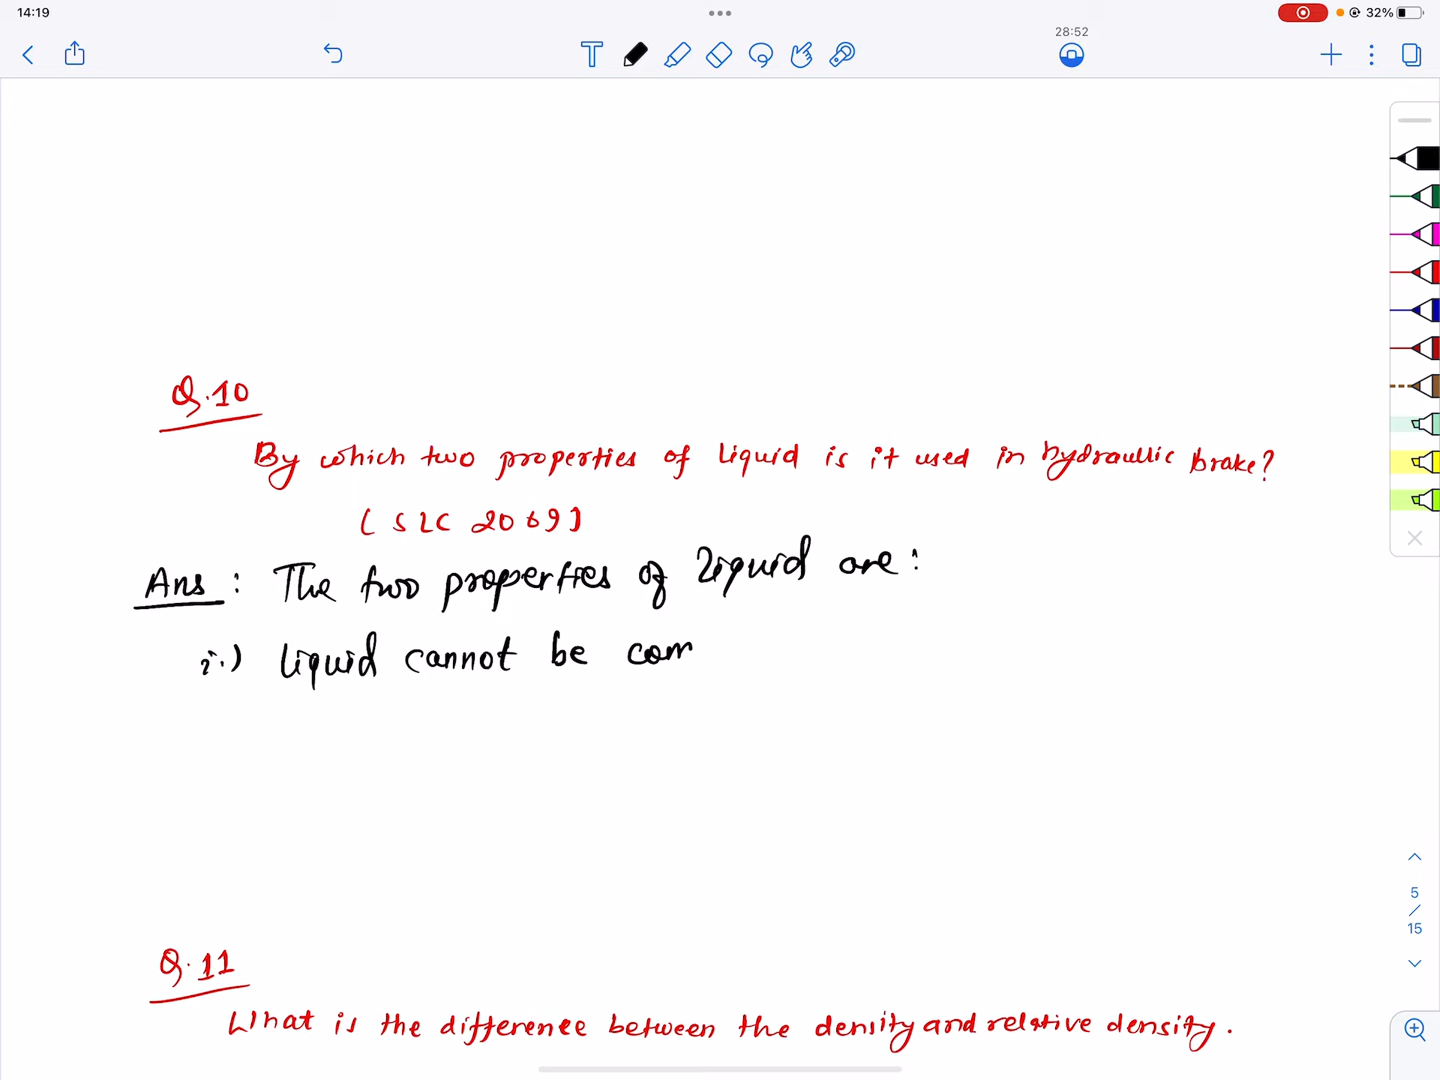 14:19
32%
28:52
Q.10
By which two properties of liquid is it used in hydraullic brake?
(SLC 2069)
Ans : The two properties of liquid are :
i.) liquid cannot be com
5
/
15
Q.11
What is the difference between the density and relative density.